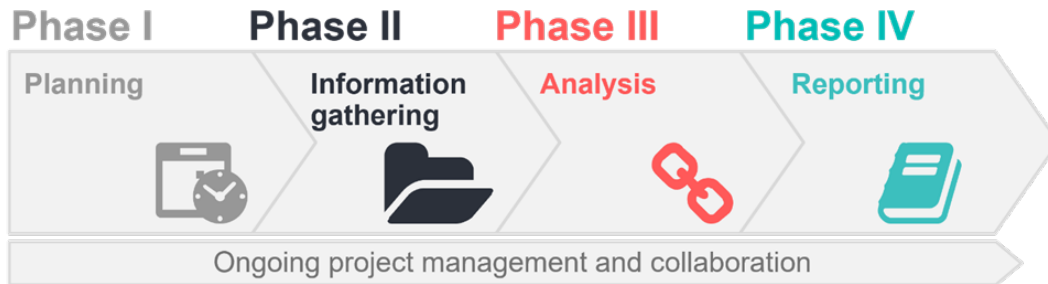 Phase I
Phase II
Phase III
Phase IV
Planning
Information
gathering
Analysis
Reporting
Ongoing project management and collaboration